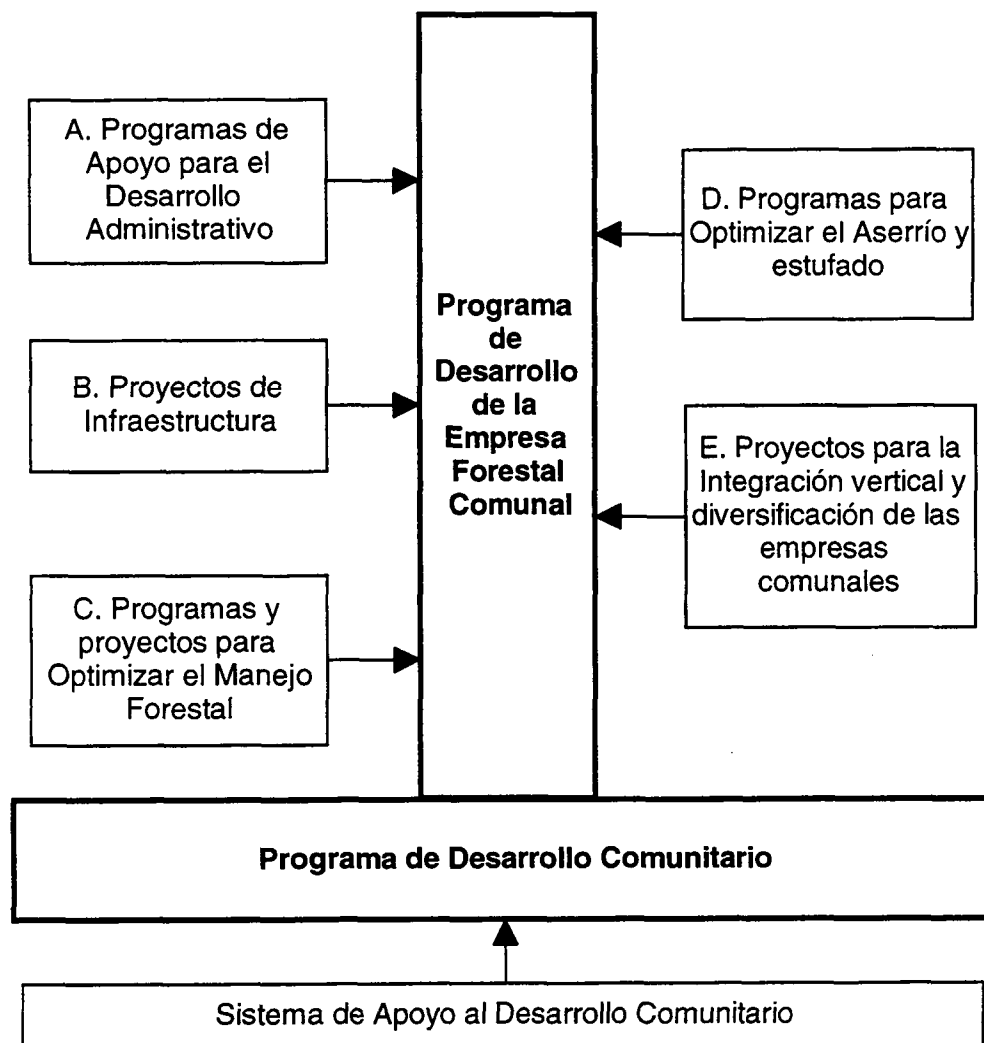 A. Programas de
Apoyo para el
Desarrollo
Administrativo
B. Proyectos de
Infraestructura
C. Programas y
proyectos para
Optimizar el Manejo
Forestal
Programa
de
Desarrollo
de la
Empresa
Forestal
Comunal
D. Programas para
Optimizar el Aserrío y
estufado
E. Proyectos para la
Integración vertical y
diversificación de las
empresas
comunales
Programa de Desarrollo Comunitario
Sistema de Apoyo al Desarrollo Comunitario